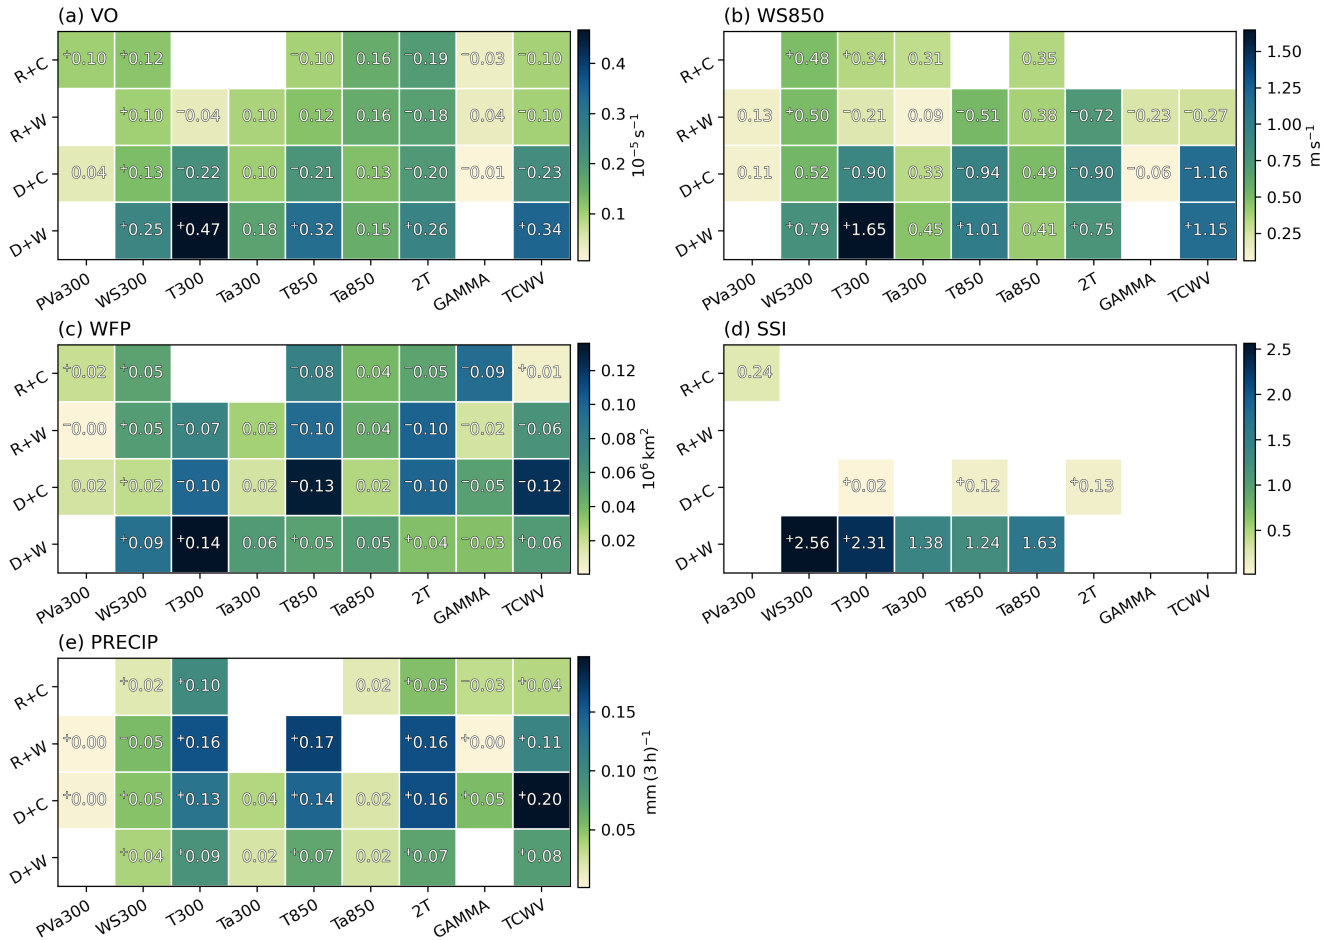 (a) VO
R+C +0.10 +0.12 −0.10 0.16 −0.19 −0.03 −0.10
R+W +0.10 −0.04 0.10 0.12 0.16 −0.18 0.04 −0.10
D+C 0.04 +0.13 −0.22 0.10 −0.21 0.13 −0.20 −0.01 −0.23
D+W +0.25 +0.47 0.18 +0.32 0.15 +0.26 +0.34
PVa300 WS300 T300 Ta300 T850 Ta850 2T GAMMA TCWV
0.4
0.3
0.2
0.1
10⁻⁵ s⁻¹
(b) WS850
R+C +0.48 +0.34 0.31 0.35
R+W 0.13 +0.50 −0.21 0.09 −0.51 0.38 −0.72 −0.23 −0.27
D+C 0.11 0.52 −0.90 0.33 −0.94 0.49 −0.90 −0.06 −1.16
D+W +0.79 +1.65 0.45 +1.01 0.41 +0.75 +1.15
PVa300 WS300 T300 Ta300 T850 Ta850 2T GAMMA TCWV
1.50
1.25
1.00
0.75
0.50
0.25
m s⁻¹
(c) WFP
R+C +0.02 +0.05 −0.08 0.04 −0.05 −0.09 +0.01
R+W −0.00 +0.05 −0.07 0.03 −0.10 0.04 −0.10 −0.02 −0.06
D+C 0.02 +0.02 −0.10 0.02 −0.13 0.02 −0.10 −0.05 −0.12
D+W +0.09 +0.14 0.06 +0.05 0.05 +0.04 −0.03 +0.06
PVa300 WS300 T300 Ta300 T850 Ta850 2T GAMMA TCWV
0.12
0.10
0.08
0.06
0.04
0.02
10⁶ km²
(d) SSI
R+C 0.24
R+W
D+C +0.02 +0.12 +0.13
D+W +2.56 +2.31 1.38 1.24 1.63
PVa300 WS300 T300 Ta300 T850 Ta850 2T GAMMA TCWV
2.5
2.0
1.5
1.0
0.5
(e) PRECIP
R+C +0.02 +0.10 0.02 +0.05 −0.03 +0.04
R+W +0.00 −0.05 +0.16 +0.17 +0.16 +0.00 +0.11
D+C +0.00 +0.05 +0.13 0.04 +0.14 0.02 +0.16 +0.05 +0.20
D+W +0.04 +0.09 0.02 +0.07 0.02 +0.07 +0.08
PVa300 WS300 T300 Ta300 T850 Ta850 2T GAMMA TCWV
0.15
0.10
0.05
mm (3 h)⁻¹